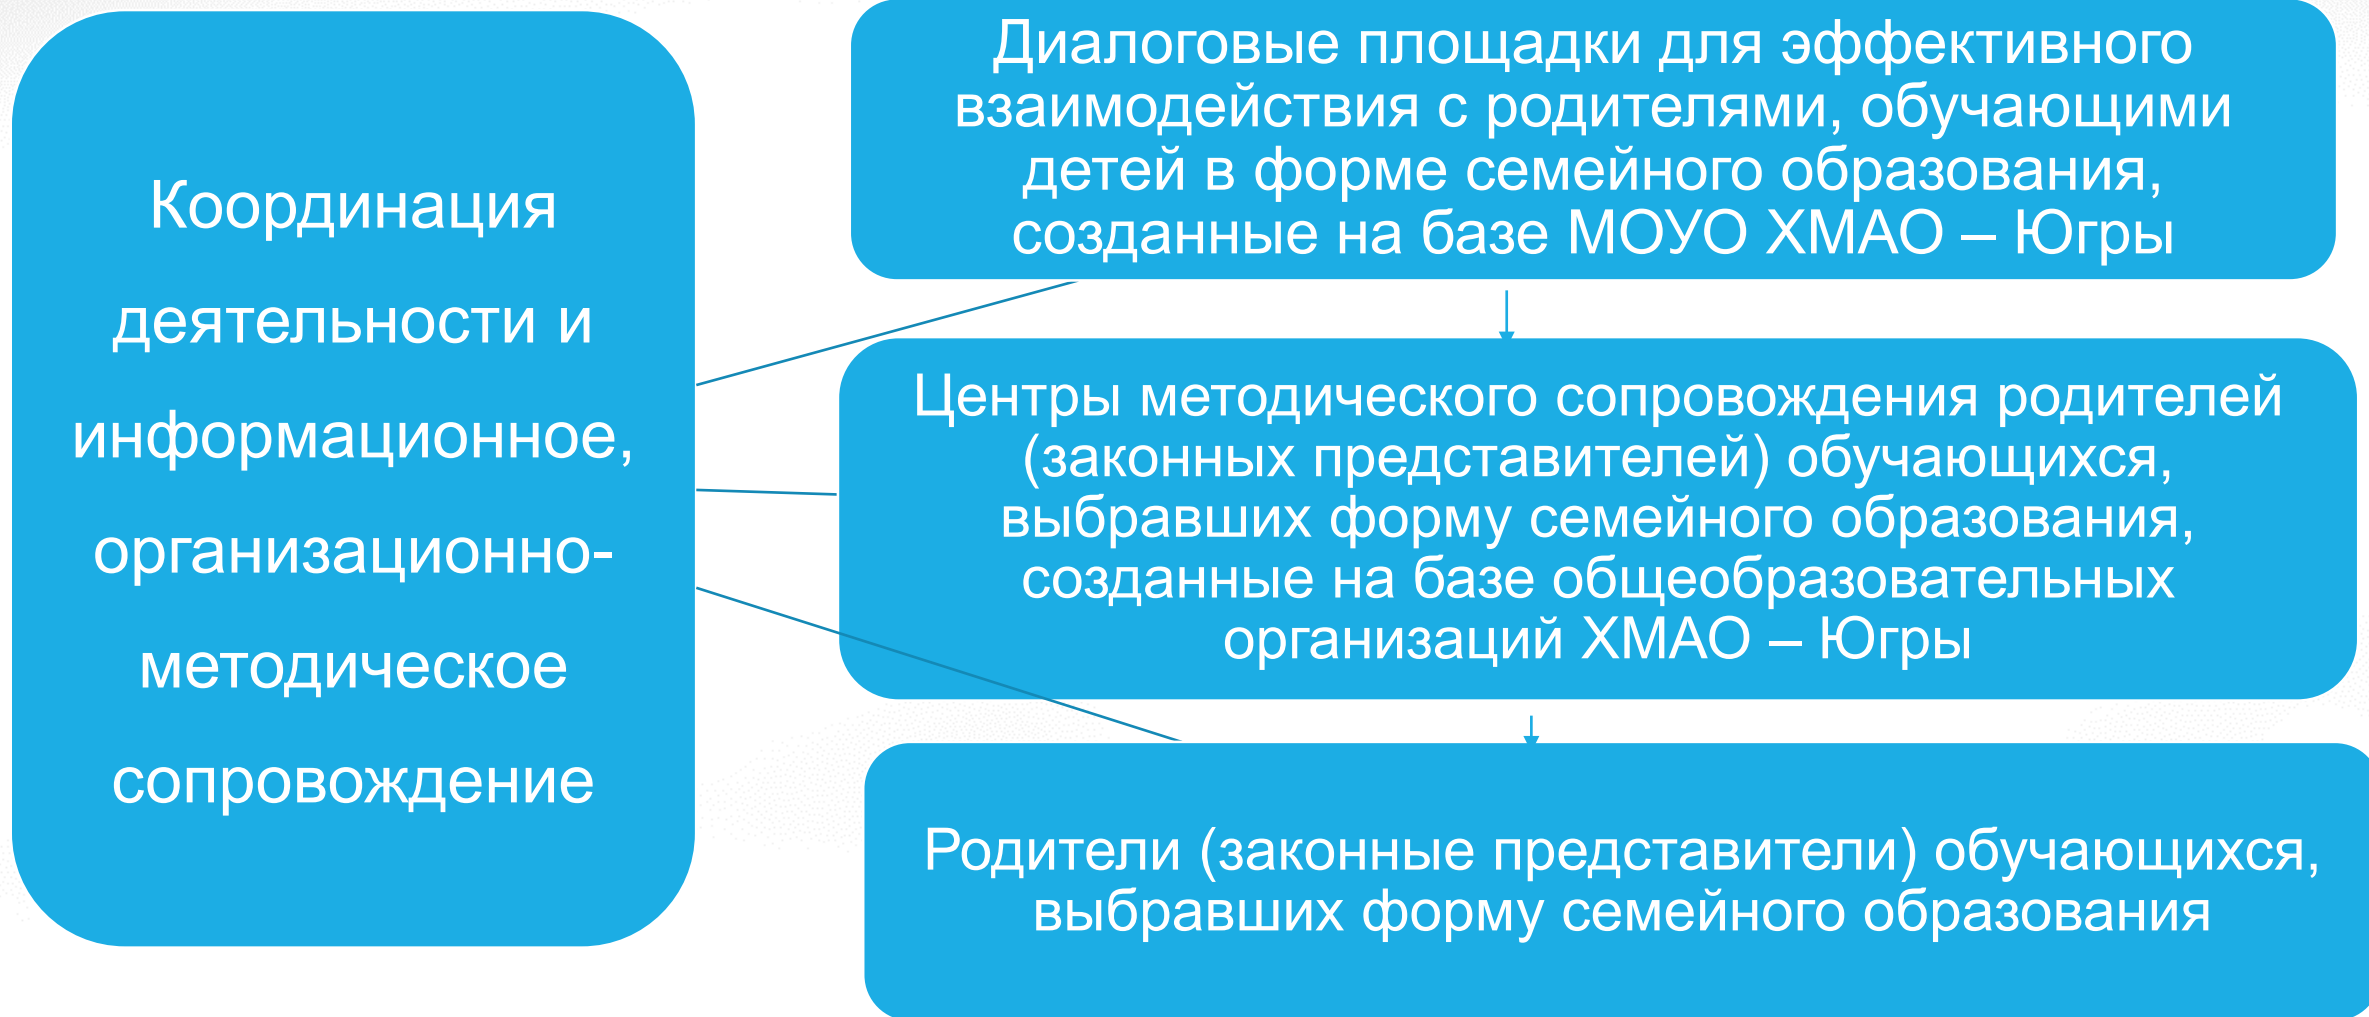 Координация
деятельности и
информационное,
организационно-
методическое
сопровождение
Диалоговые площадки для эффективного
взаимодействия с родителями, обучающими
детей в форме семейного образования,
созданные на базе МОУО ХМАО – Югры
Центры методического сопровождения родителей
(законных представителей) обучающихся,
выбравших форму семейного образования,
созданные на базе общеобразовательных
организаций ХМАО – Югры
Родители (законные представители) обучающихся,
выбравших форму семейного образования